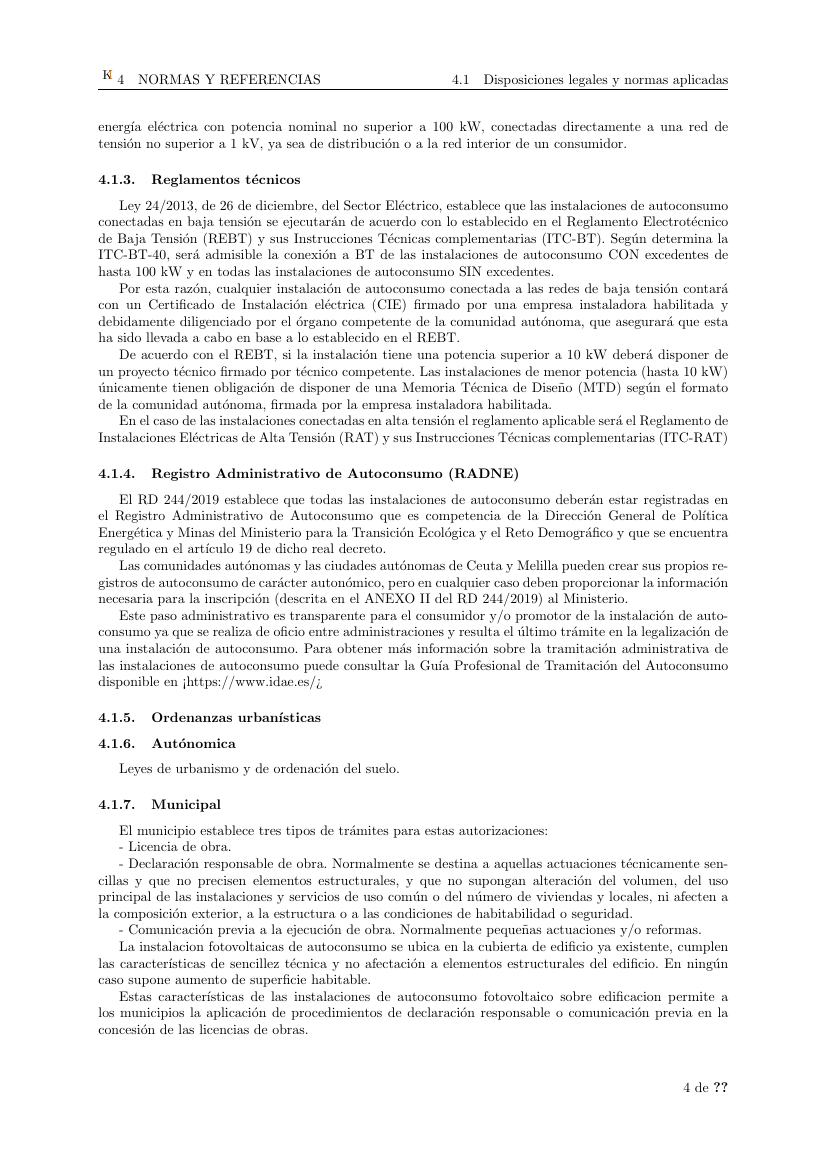 K 4 NORMAS Y REFERENCIAS 4.1 Disposiciones legales y normas aplicadas
energía eléctrica con potencia nominal no superior a 100 kW, conectadas directamente a una red de
tensión no superior a 1 kV, ya sea de distribución o a la red interior de un consumidor.
4.1.3. Reglamentos técnicos
Ley 24/2013, de 26 de diciembre, del Sector Eléctrico, establece que las instalaciones de autoconsumo
conectadas en baja tensión se ejecutarán de acuerdo con lo establecido en el Reglamento Electrotécnico
de Baja Tensión (REBT) y sus Instrucciones Técnicas complementarias (ITC-BT). Según determina la
ITC-BT-40, será admisible la conexión a BT de las instalaciones de autoconsumo CON excedentes de
hasta 100 kW y en todas las instalaciones de autoconsumo SIN excedentes.
Por esta razón, cualquier instalación de autoconsumo conectada a las redes de baja tensión contará
con un Certificado de Instalación eléctrica (CIE) firmado por una empresa instaladora habilitada y
debidamente diligenciado por el órgano competente de la comunidad autónoma, que asegurará que esta
ha sido llevada a cabo en base a lo establecido en el REBT.
De acuerdo con el REBT, si la instalación tiene una potencia superior a 10 kW deberá disponer de
un proyecto técnico firmado por técnico competente. Las instalaciones de menor potencia (hasta 10 kW)
únicamente tienen obligación de disponer de una Memoria Técnica de Diseño (MTD) según el formato
de la comunidad autónoma, firmada por la empresa instaladora habilitada.
En el caso de las instalaciones conectadas en alta tensión el reglamento aplicable será el Reglamento de
Instalaciones Eléctricas de Alta Tensión (RAT) y sus Instrucciones Técnicas complementarias (ITC-RAT)
4.1.4. Registro Administrativo de Autoconsumo (RADNE)
El RD 244/2019 establece que todas las instalaciones de autoconsumo deberán estar registradas en
el Registro Administrativo de Autoconsumo que es competencia de la Dirección General de Política
Energética y Minas del Ministerio para la Transición Ecológica y el Reto Demográfico y que se encuentra
regulado en el artículo 19 de dicho real decreto.
Las comunidades autónomas y las ciudades autónomas de Ceuta y Melilla pueden crear sus propios re-
gistros de autoconsumo de carácter autonómico, pero en cualquier caso deben proporcionar la información
necesaria para la inscripción (descrita en el ANEXO II del RD 244/2019) al Ministerio.
Este paso administrativo es transparente para el consumidor y/o promotor de la instalación de auto-
consumo ya que se realiza de oficio entre administraciones y resulta el último trámite en la legalización de
una instalación de autoconsumo. Para obtener más información sobre la tramitación administrativa de
las instalaciones de autoconsumo puede consultar la Guía Profesional de Tramitación del Autoconsumo
disponible en ¡https://www.idae.es/¿
4.1.5. Ordenanzas urbanísticas
4.1.6. Autónomica
Leyes de urbanismo y de ordenación del suelo.
4.1.7. Municipal
El municipio establece tres tipos de trámites para estas autorizaciones:
- Licencia de obra.
- Declaración responsable de obra. Normalmente se destina a aquellas actuaciones técnicamente sen-
cillas y que no precisen elementos estructurales, y que no supongan alteración del volumen, del uso
principal de las instalaciones y servicios de uso común o del número de viviendas y locales, ni afecten a
la composición exterior, a la estructura o a las condiciones de habitabilidad o seguridad.
- Comunicación previa a la ejecución de obra. Normalmente pequeñas actuaciones y/o reformas.
La instalacion fotovoltaicas de autoconsumo se ubica en la cubierta de edificio ya existente, cumplen
las características de sencillez técnica y no afectación a elementos estructurales del edificio. En ningún
caso supone aumento de superficie habitable.
Estas características de las instalaciones de autoconsumo fotovoltaico sobre edificacion permite a
los municipios la aplicación de procedimientos de declaración responsable o comunicación previa en la
concesión de las licencias de obras.
4 de ??